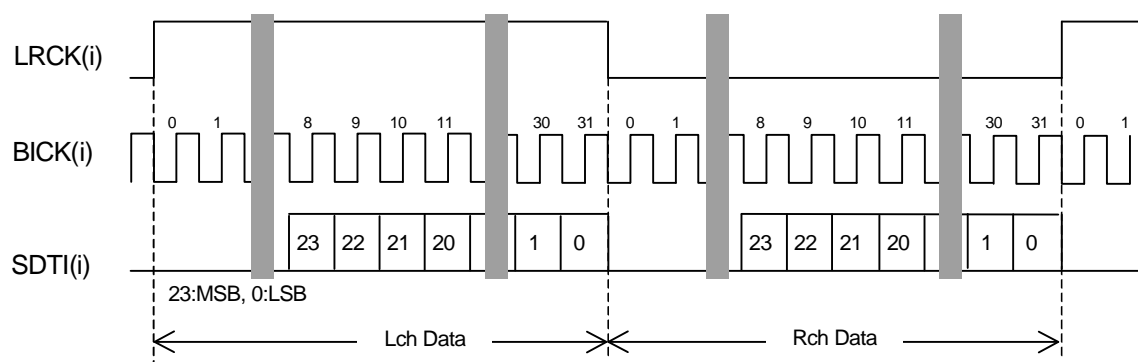 LRCK(i)
0 1 8 9 10 11 30 31 0 1 8 9 10 11 30 31 0 1
BICK(i)
23 22 21 20 1 0 23 22 21 20 1 0
SDTI(i)
23:MSB, 0:LSB
Lch Data Rch Data